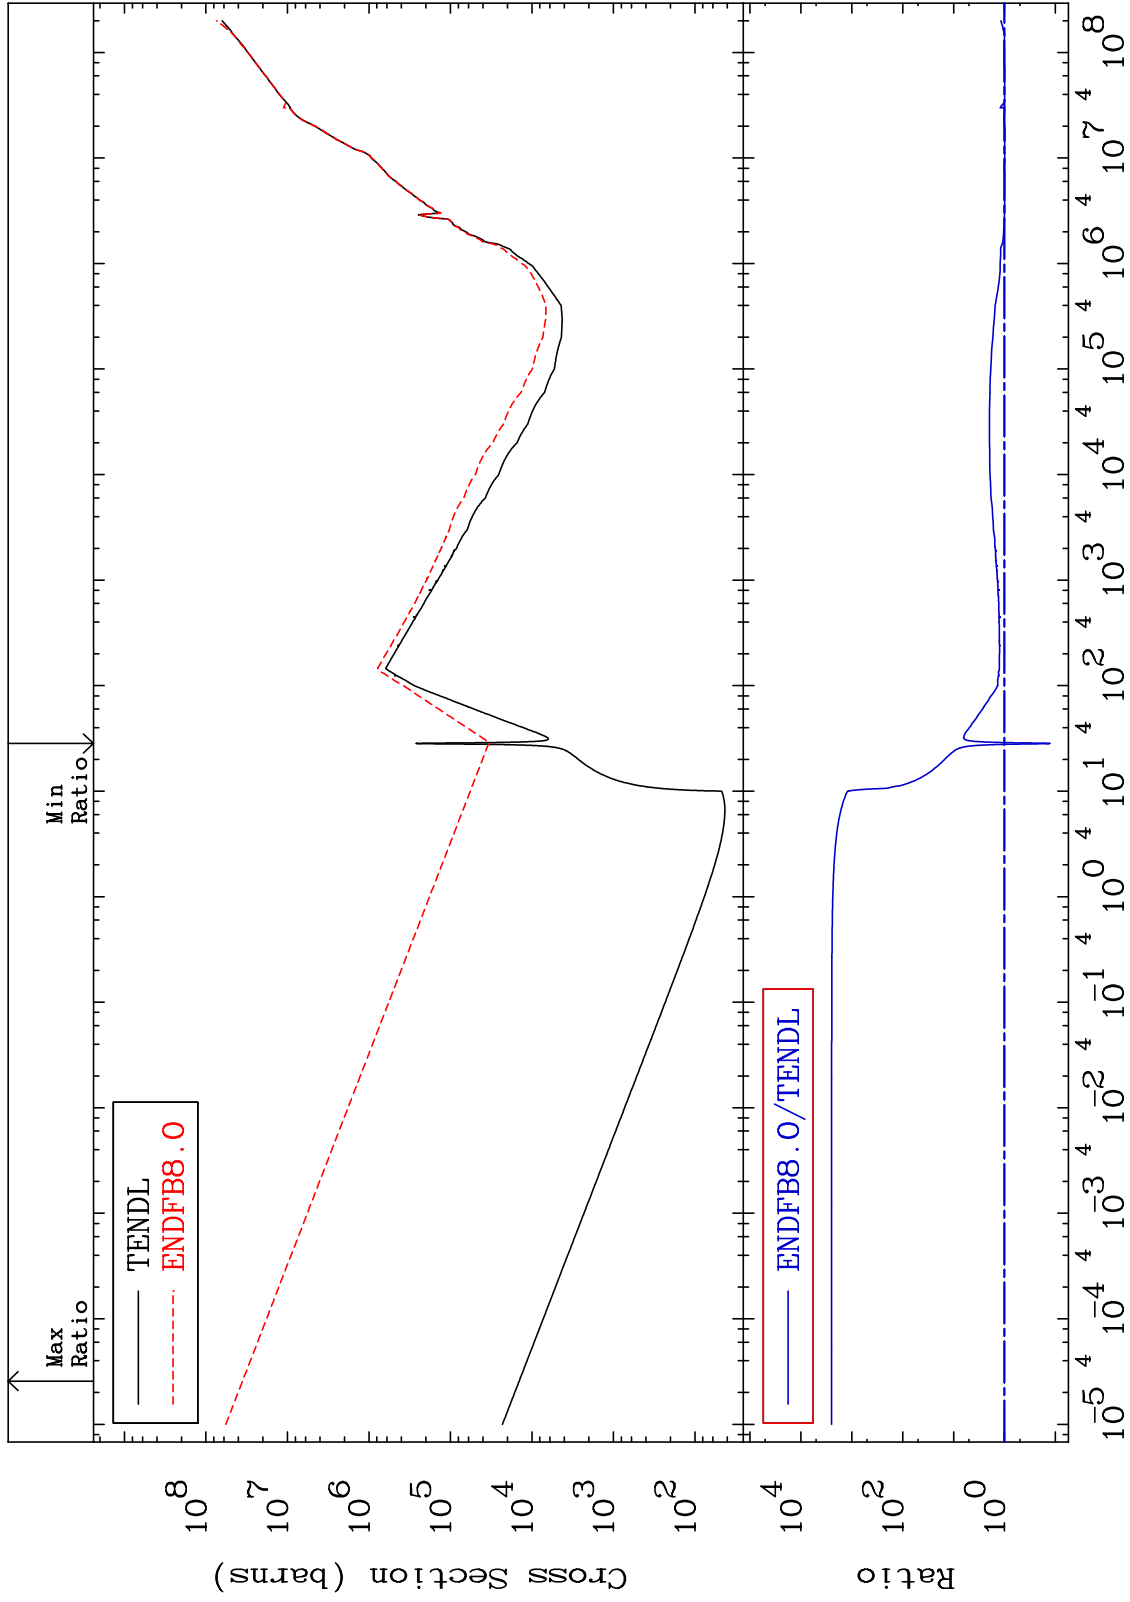 Max
Ratio
Min
Ratio
TENDL
ENDFB8.0
10^8
10^7
10^6
10^5
10^4
10^3
10^2
Cross Section (barns)
ENDFB8.0/TENDL
10^4
10^2
10^0
Ratio
10^-5 4 10^-4 4 10^-3 4 10^-2 4 10^-1 4 10^0 4 10^1 4 10^2 4 10^3 4 10^4 4 10^5 4 10^6 4 10^7 4 10^8